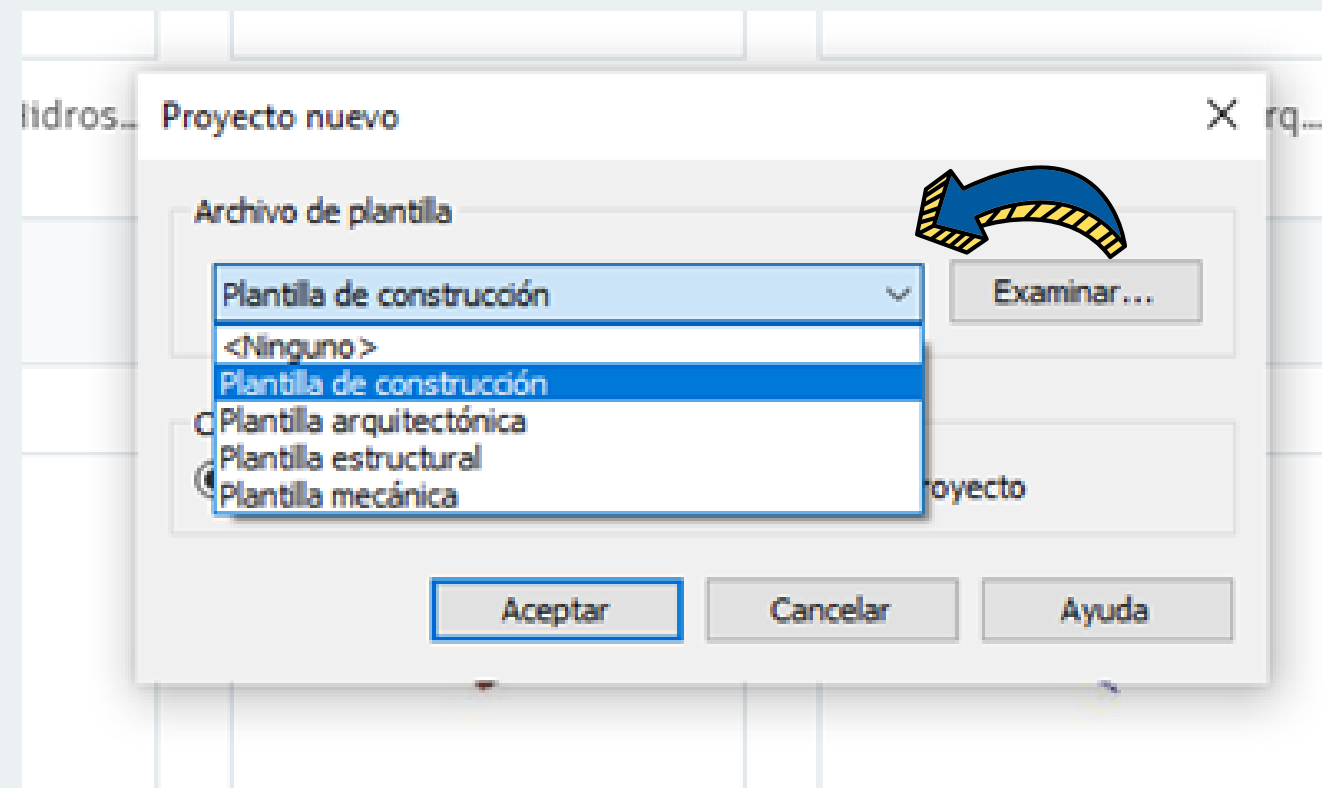 Proyecto nuevo
Archivo de plantilla
Plantilla de construcción
Examinar...
<Ninguno>
Plantilla de construcción
Plantilla arquitectónica
Plantilla estructural
Plantilla mecánica
Aceptar
Cancelar
Ayuda